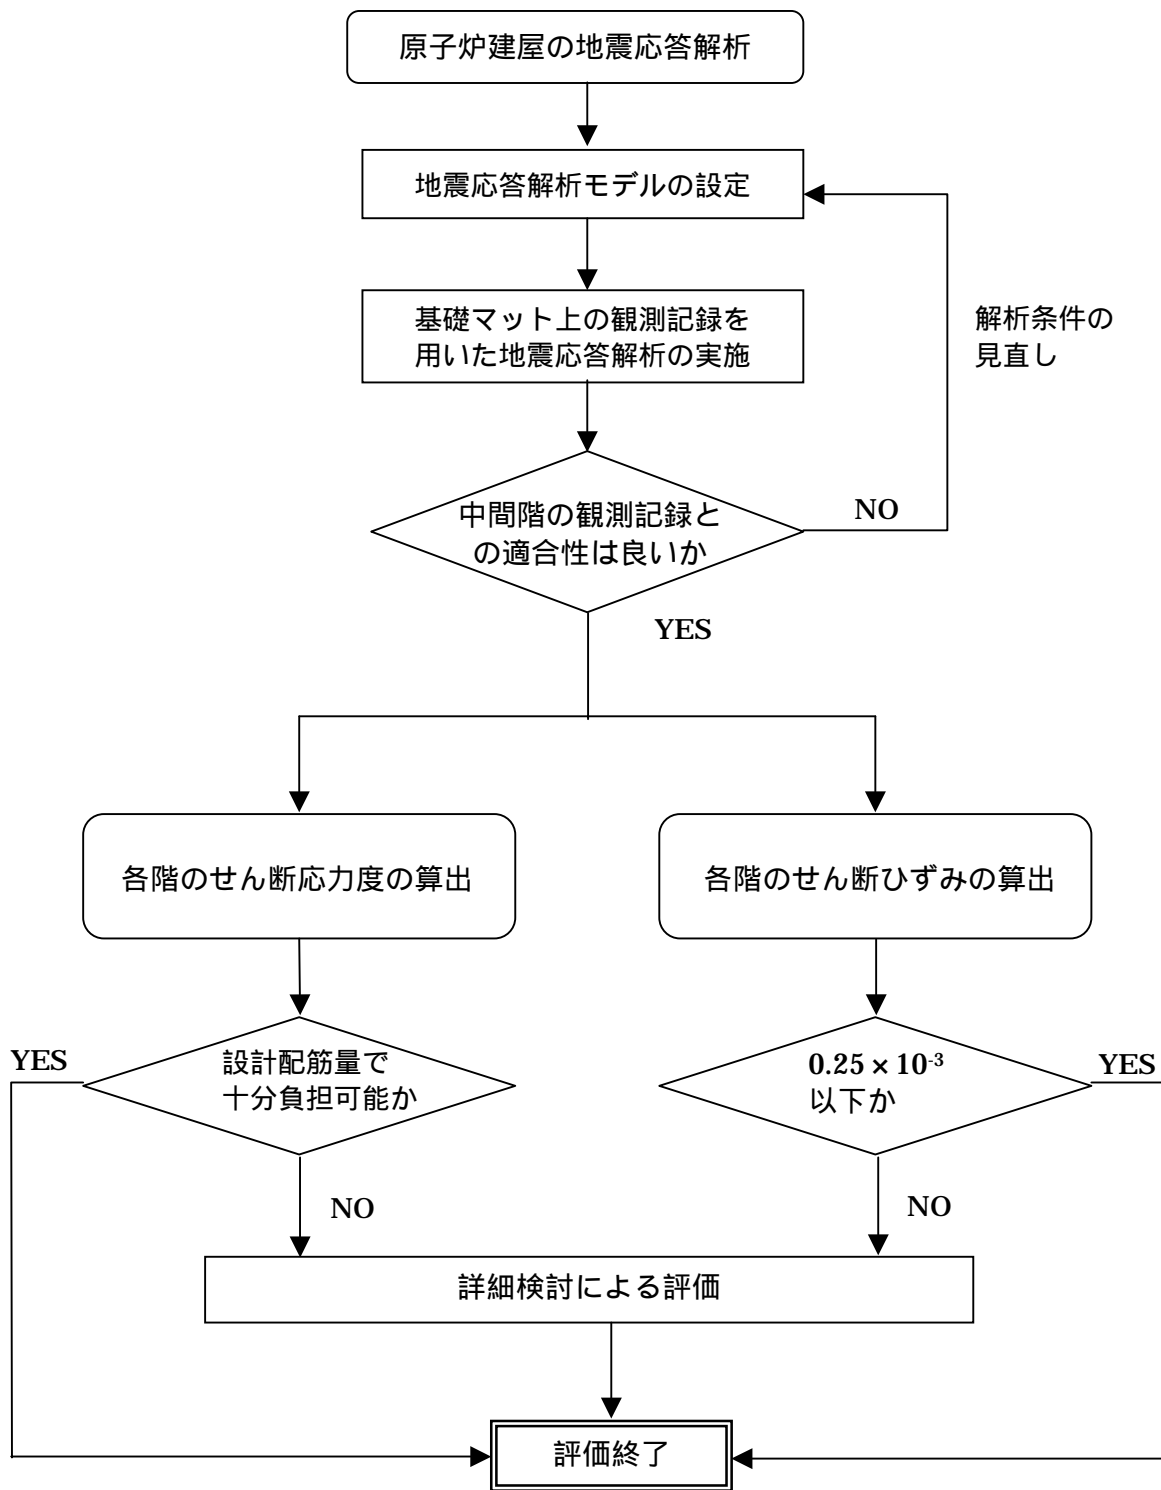 原子炉建屋の地震応答解析
地震応答解析モデルの設定
基礎マット上の観測記録を
用いた地震応答解析の実施
解析条件の
見直し
中間階の観測記録と
の適合性は良いか
NO
YES
各階のせん断応力度の算出
各階のせん断ひずみの算出
YES
設計配筋量で
十分負担可能か
0.25×10⁻³
以下か
YES
NO
NO
詳細検討による評価
評価終了